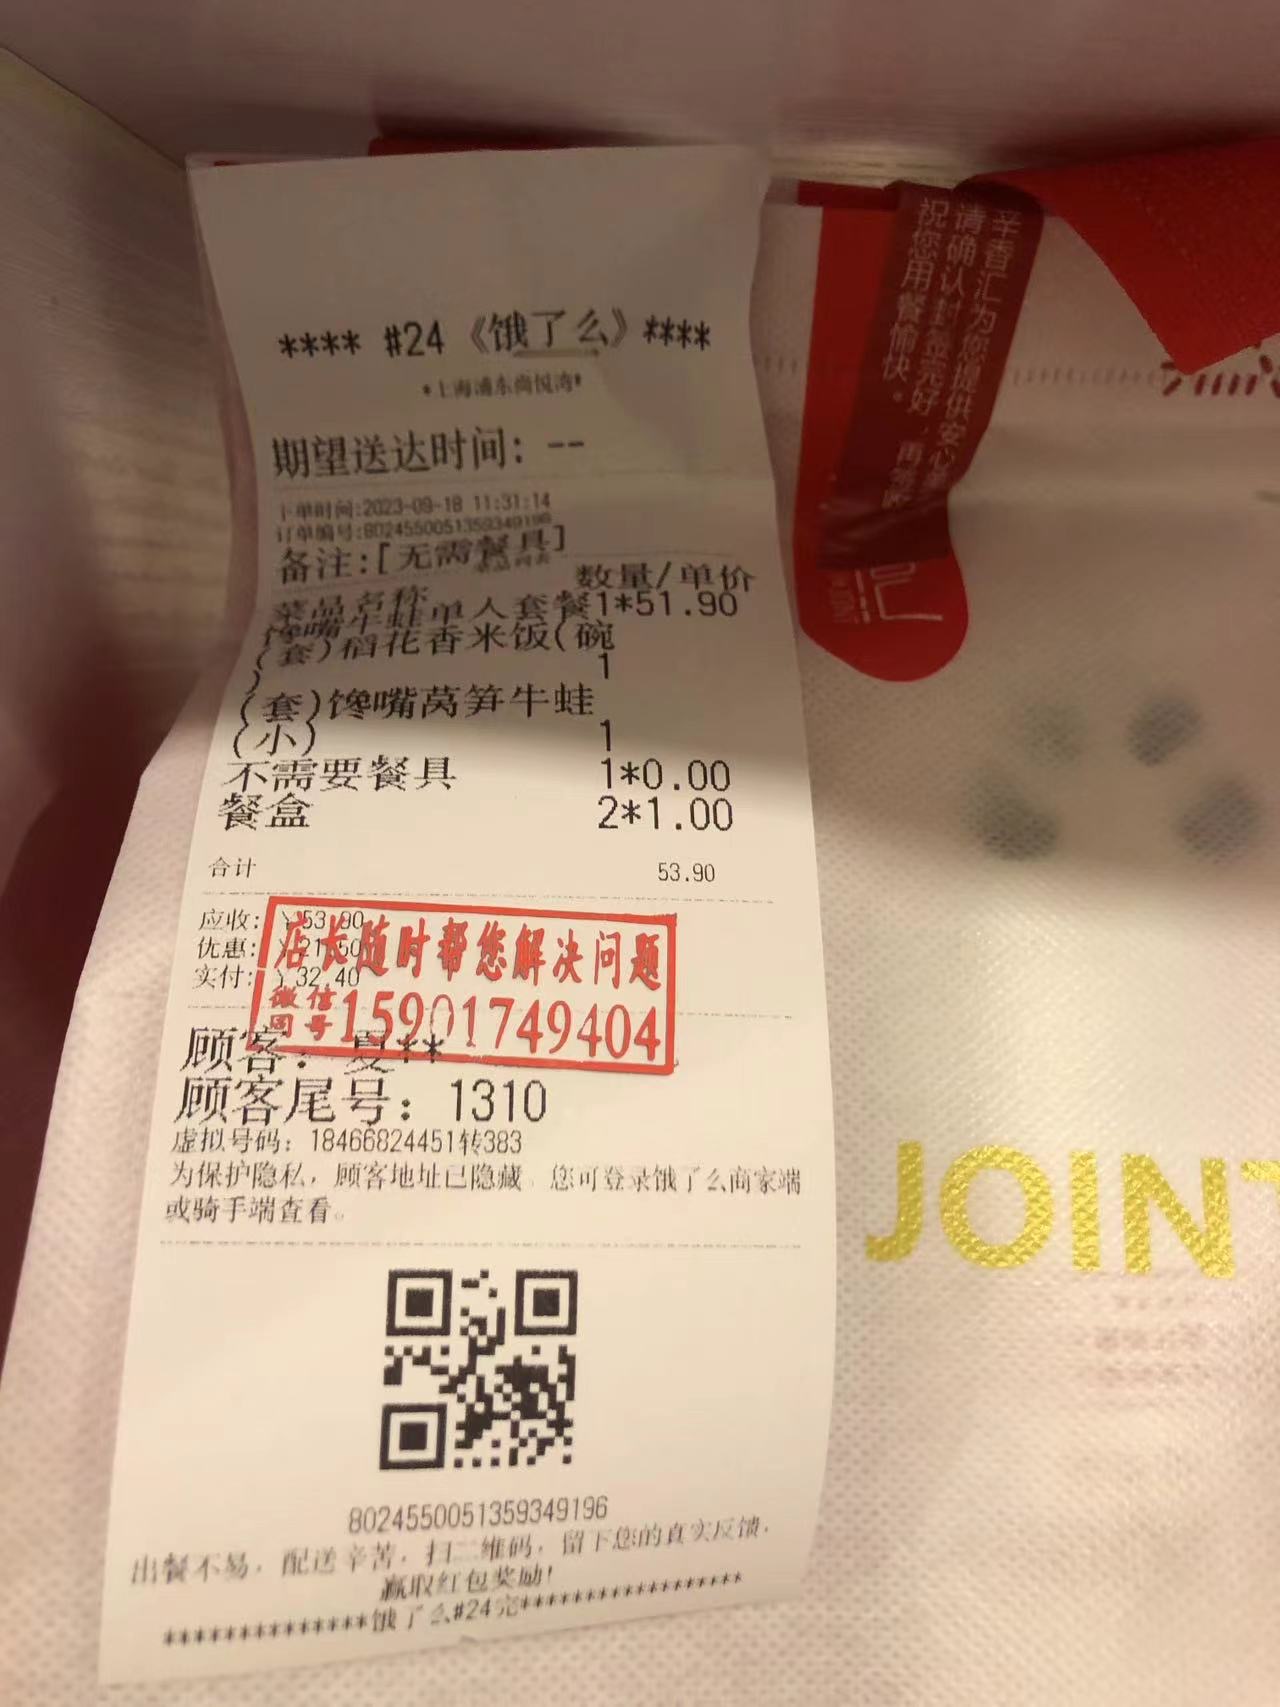 **** #24《饿了么》****
*上海浦东尚悦湾*
期望送达时间: --
下单时间:2023-09-18 11:31:14
订单编号:8024550051359349196
备注:[无需餐具]
数量/单价
菜品名称
馋嘴牛蛙单人套餐1*51.90
(套)稻花香米饭(碗
) 1
(套)馋嘴莴笋牛蛙
(小) 1
不需要餐具 1*0.00
餐盒 2*1.00
合计 53.90
应收: ￥53.90
优惠: ￥21.50
实付: ￥32.40
店长随时帮您解决问题
微信同号15901749404
顾客: 夏**
顾客尾号: 1310
虚拟号码: 18466824451转383
为保护隐私，顾客地址已隐藏，您可登录饿了么商家端
或骑手端查看。
8024550051359349196
出餐不易，配送辛苦，扫二维码，留下您的真实反馈，
赢取红包奖励!
**************饿了么#24完******************
辛香汇为您提供安心
请确认封签完好，再
祝您用餐愉快。
JOIN